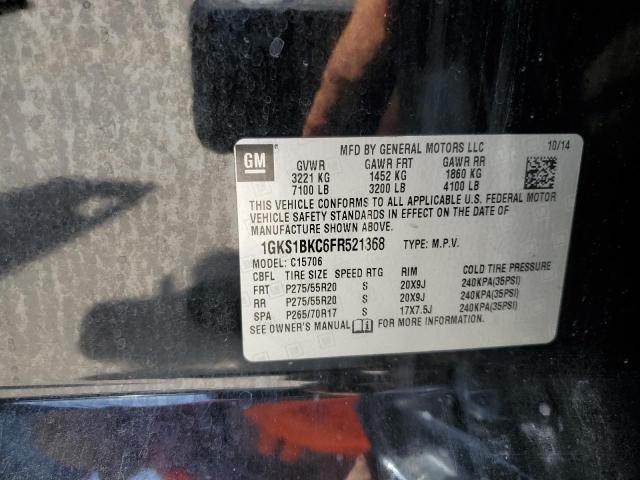 GM
MFD BY GENERAL MOTORS LLC 10/14
GVWR GAWR FRT GAWR RR
3221 KG 1452 KG 1860 KG
7100 LB 3200 LB 4100 LB
THIS VEHICLE CONFORMS TO ALL APPLICABLE U.S. FEDERAL MOTOR
VEHICLE SAFETY STANDARDS IN EFFECT ON THE DATE OF
MANUFACTURE SHOWN ABOVE.
1GKS1BKC6FR521368 TYPE: M.P.V.
MODEL: C15706
CBFL TIRE SIZE SPEED RTG RIM COLD TIRE PRESSURE
FRT P275/55R20 S 20X9J 240KPA(35PSI)
RR P275/55R20 S 20X9J 240KPA(35PSI)
SPA P265/70R17 S 17X7.5J 240KPA(35PSI)
SEE OWNER'S MANUAL FOR MORE INFORMATION.